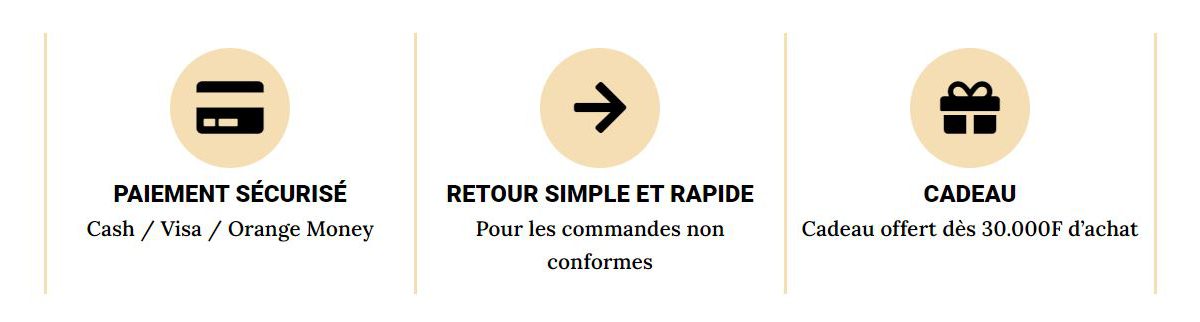 PAIEMENT SÉCURISÉ
Cash / Visa / Orange Money
RETOUR SIMPLE ET RAPIDE
Pour les commandes non
conformes
CADEAU
Cadeau offert dès 30.000F d’achat